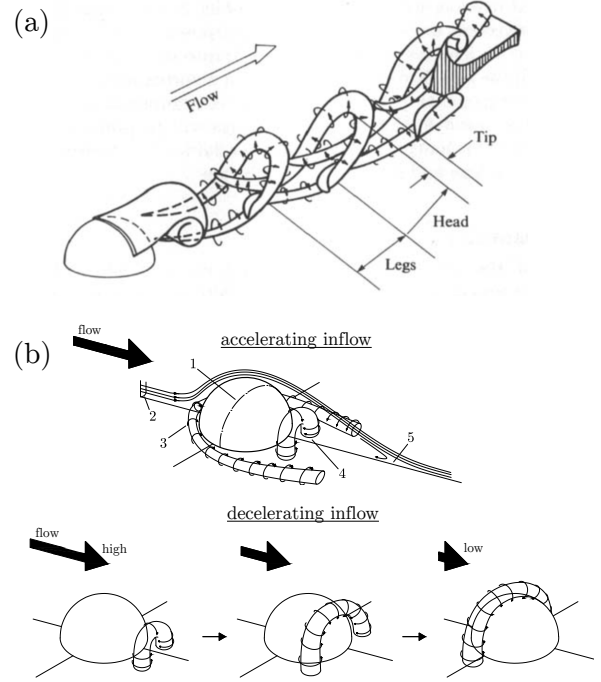 (a)
Flow
Tip
Head
Legs
(b)
flow
accelerating inflow
1
2
3
4
5
decelerating inflow
flow
high
low